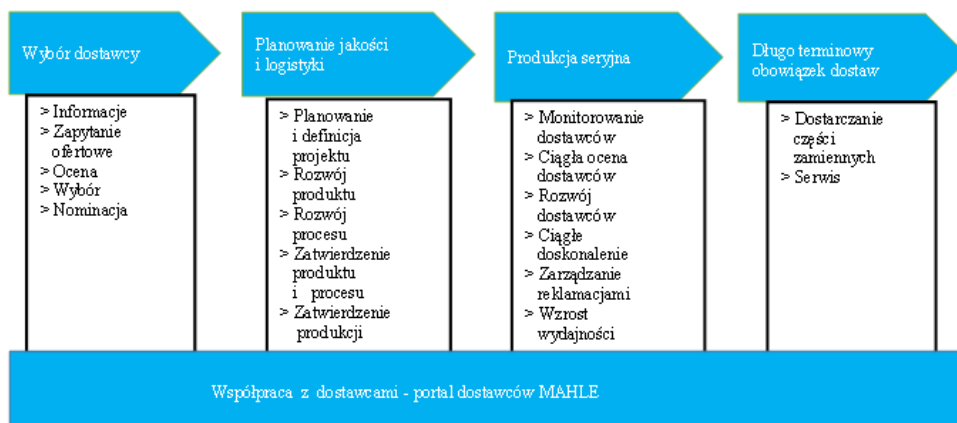 Wybór dostawcy
> Informacje
> Zapytanie
ofertowe
> Ocena
> Wybór
> Nominacja
Planowanie jakości
i logistyki
> Planowanie
i definicja
projektu
> Rozwój
produktu
> Rozwój
procesu
> Zatwierdzenie
produktu
i procesu
> Zatwierdzenie
produkcji
Produkcja seryjna
> Monitorowanie
dostawców
> Ciągła ocena
dostawców
> Rozwój
dostawców
> Ciągłe
doskonalenie
> Zarządzanie
reklamacjami
> Wzrost
wydajności
Długo terminowy
obowiązek dostaw
> Dostarczanie
części
zamiennych
> Serwis
Współpraca z dostawcami - portal dostawców MAHLE